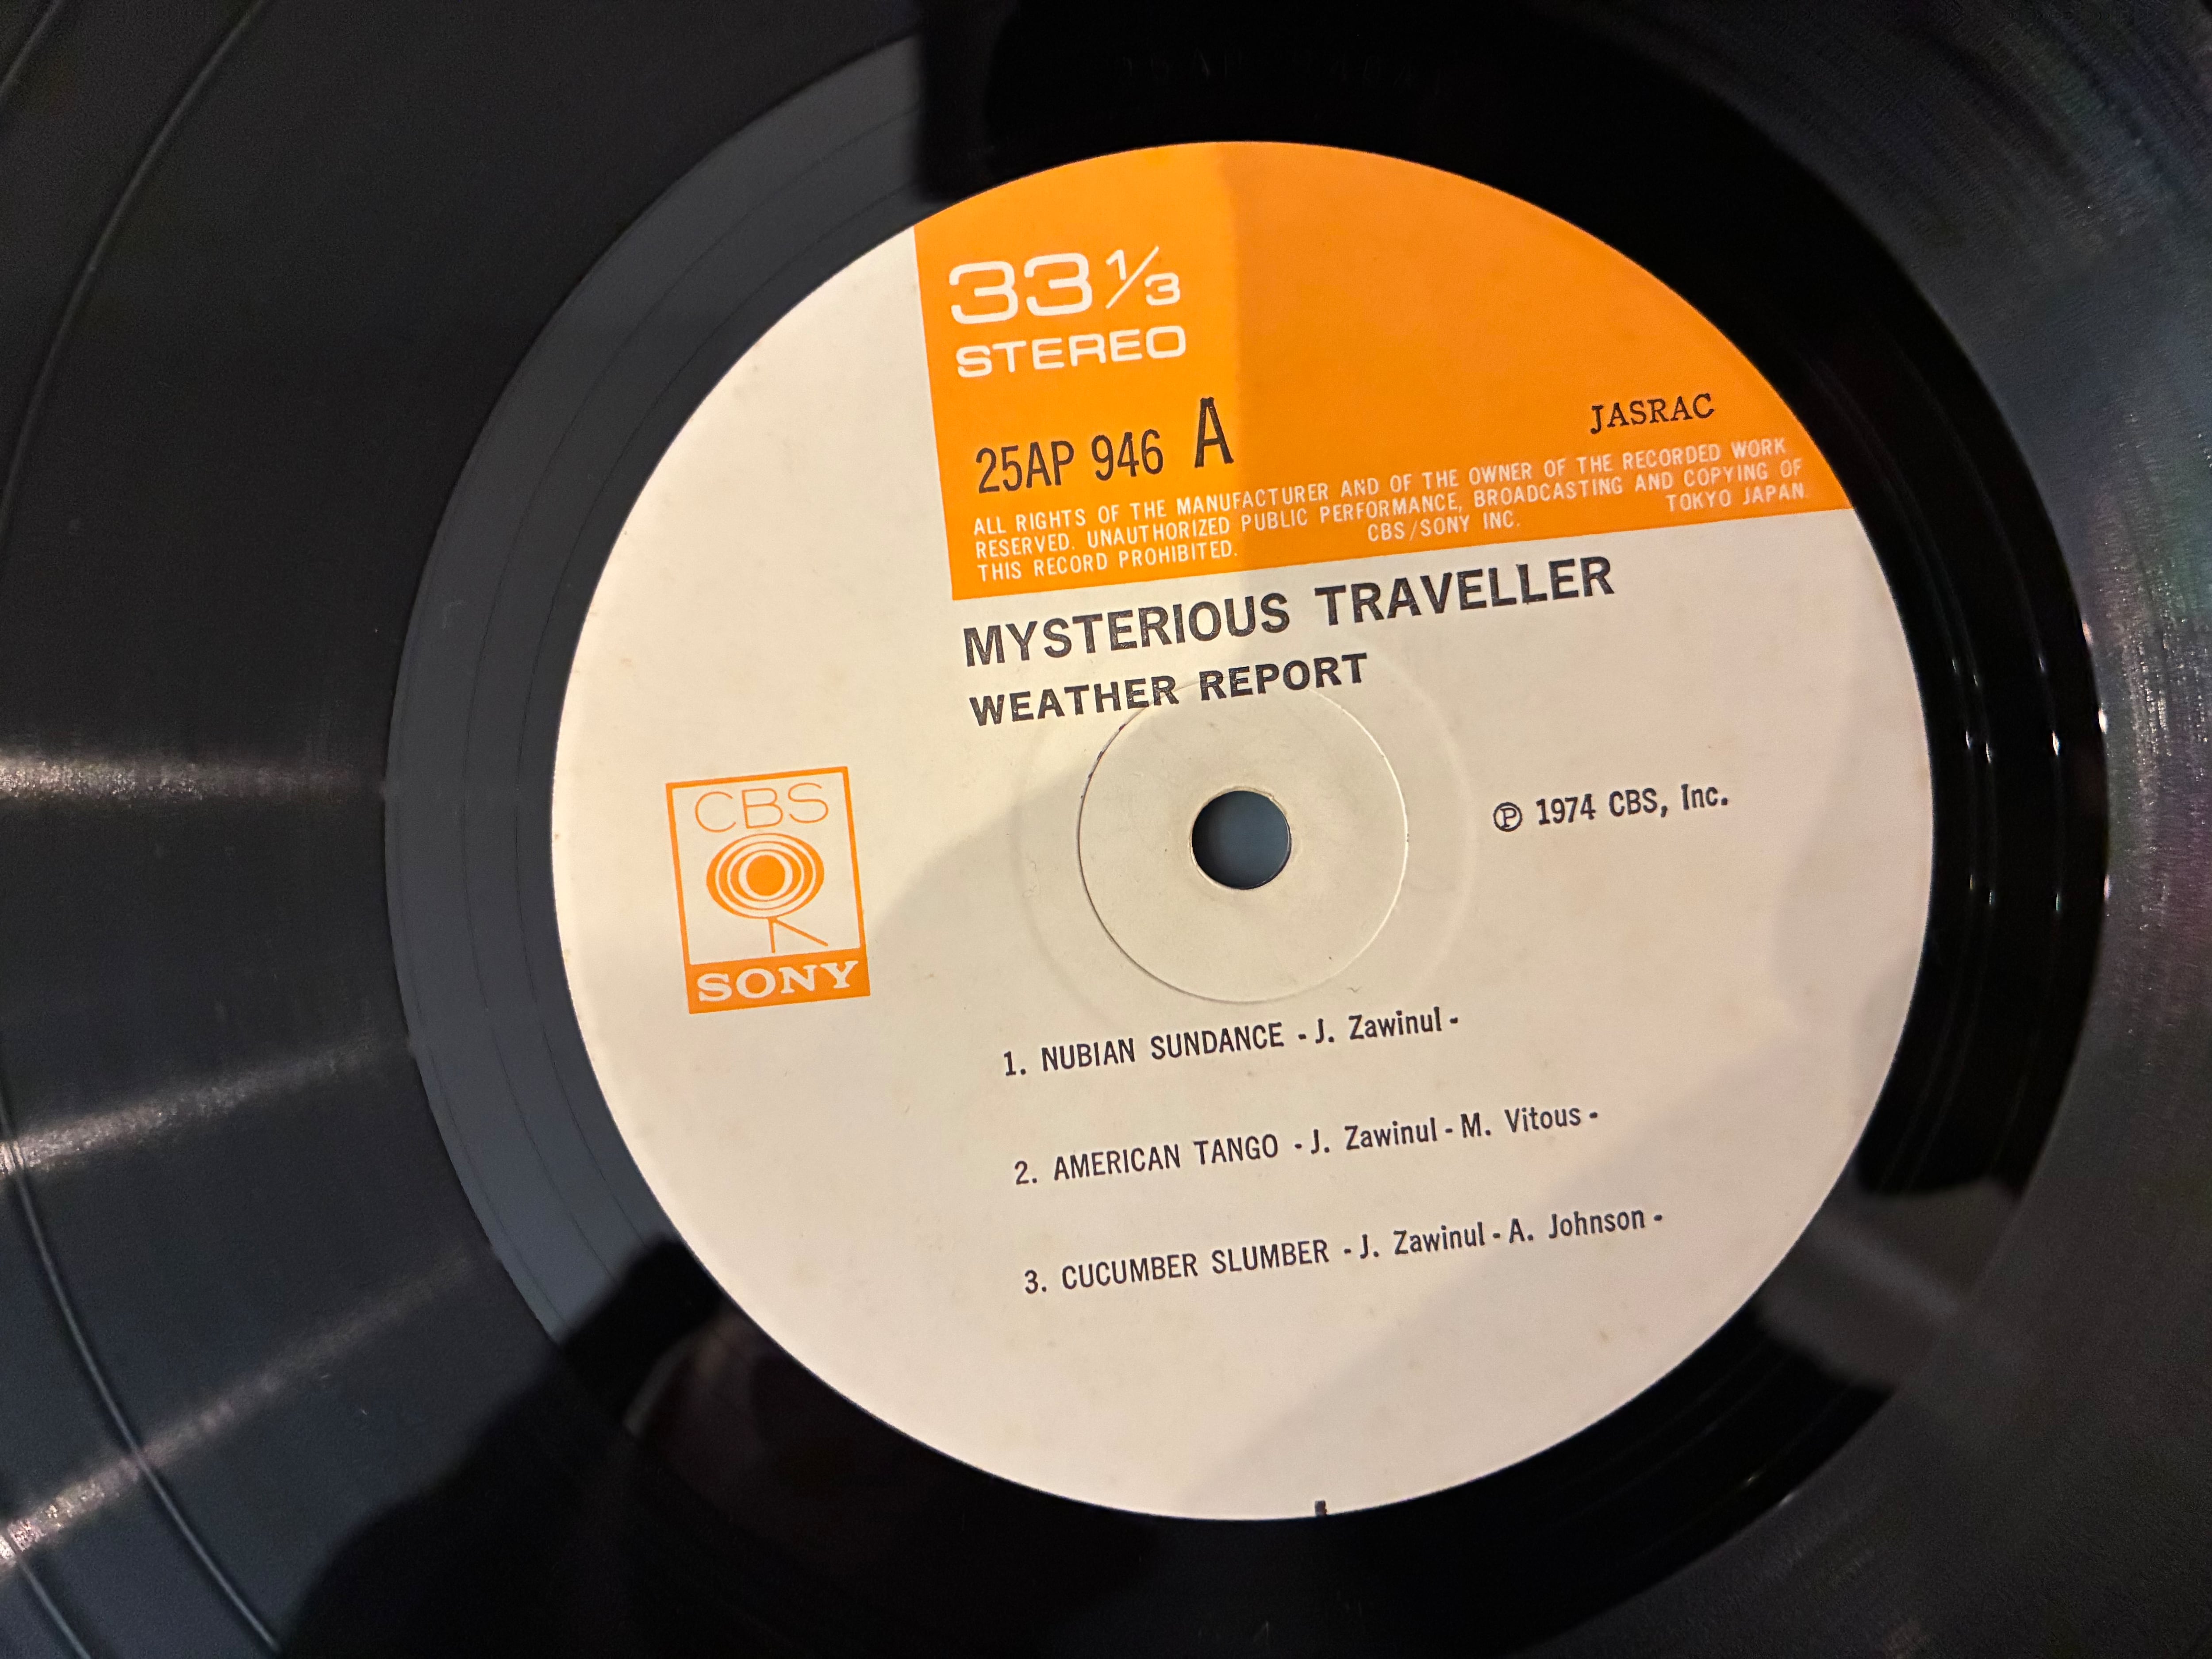 33 1/3
STEREO
25AP 946 A
JASRAC
ALL RIGHTS OF THE MANUFACTURER AND OF THE OWNER OF THE RECORDED WORK
RESERVED. UNAUTHORIZED PUBLIC PERFORMANCE, BROADCASTING AND COPYING OF
THIS RECORD PROHIBITED. CBS/SONY INC. TOKYO JAPAN
MYSTERIOUS TRAVELLER
WEATHER REPORT
CBS
SONY
Ⓟ 1974 CBS, Inc.
1. NUBIAN SUNDANCE - J. Zawinul -
2. AMERICAN TANGO - J. Zawinul - M. Vitous -
3. CUCUMBER SLUMBER - J. Zawinul - A. Johnson -